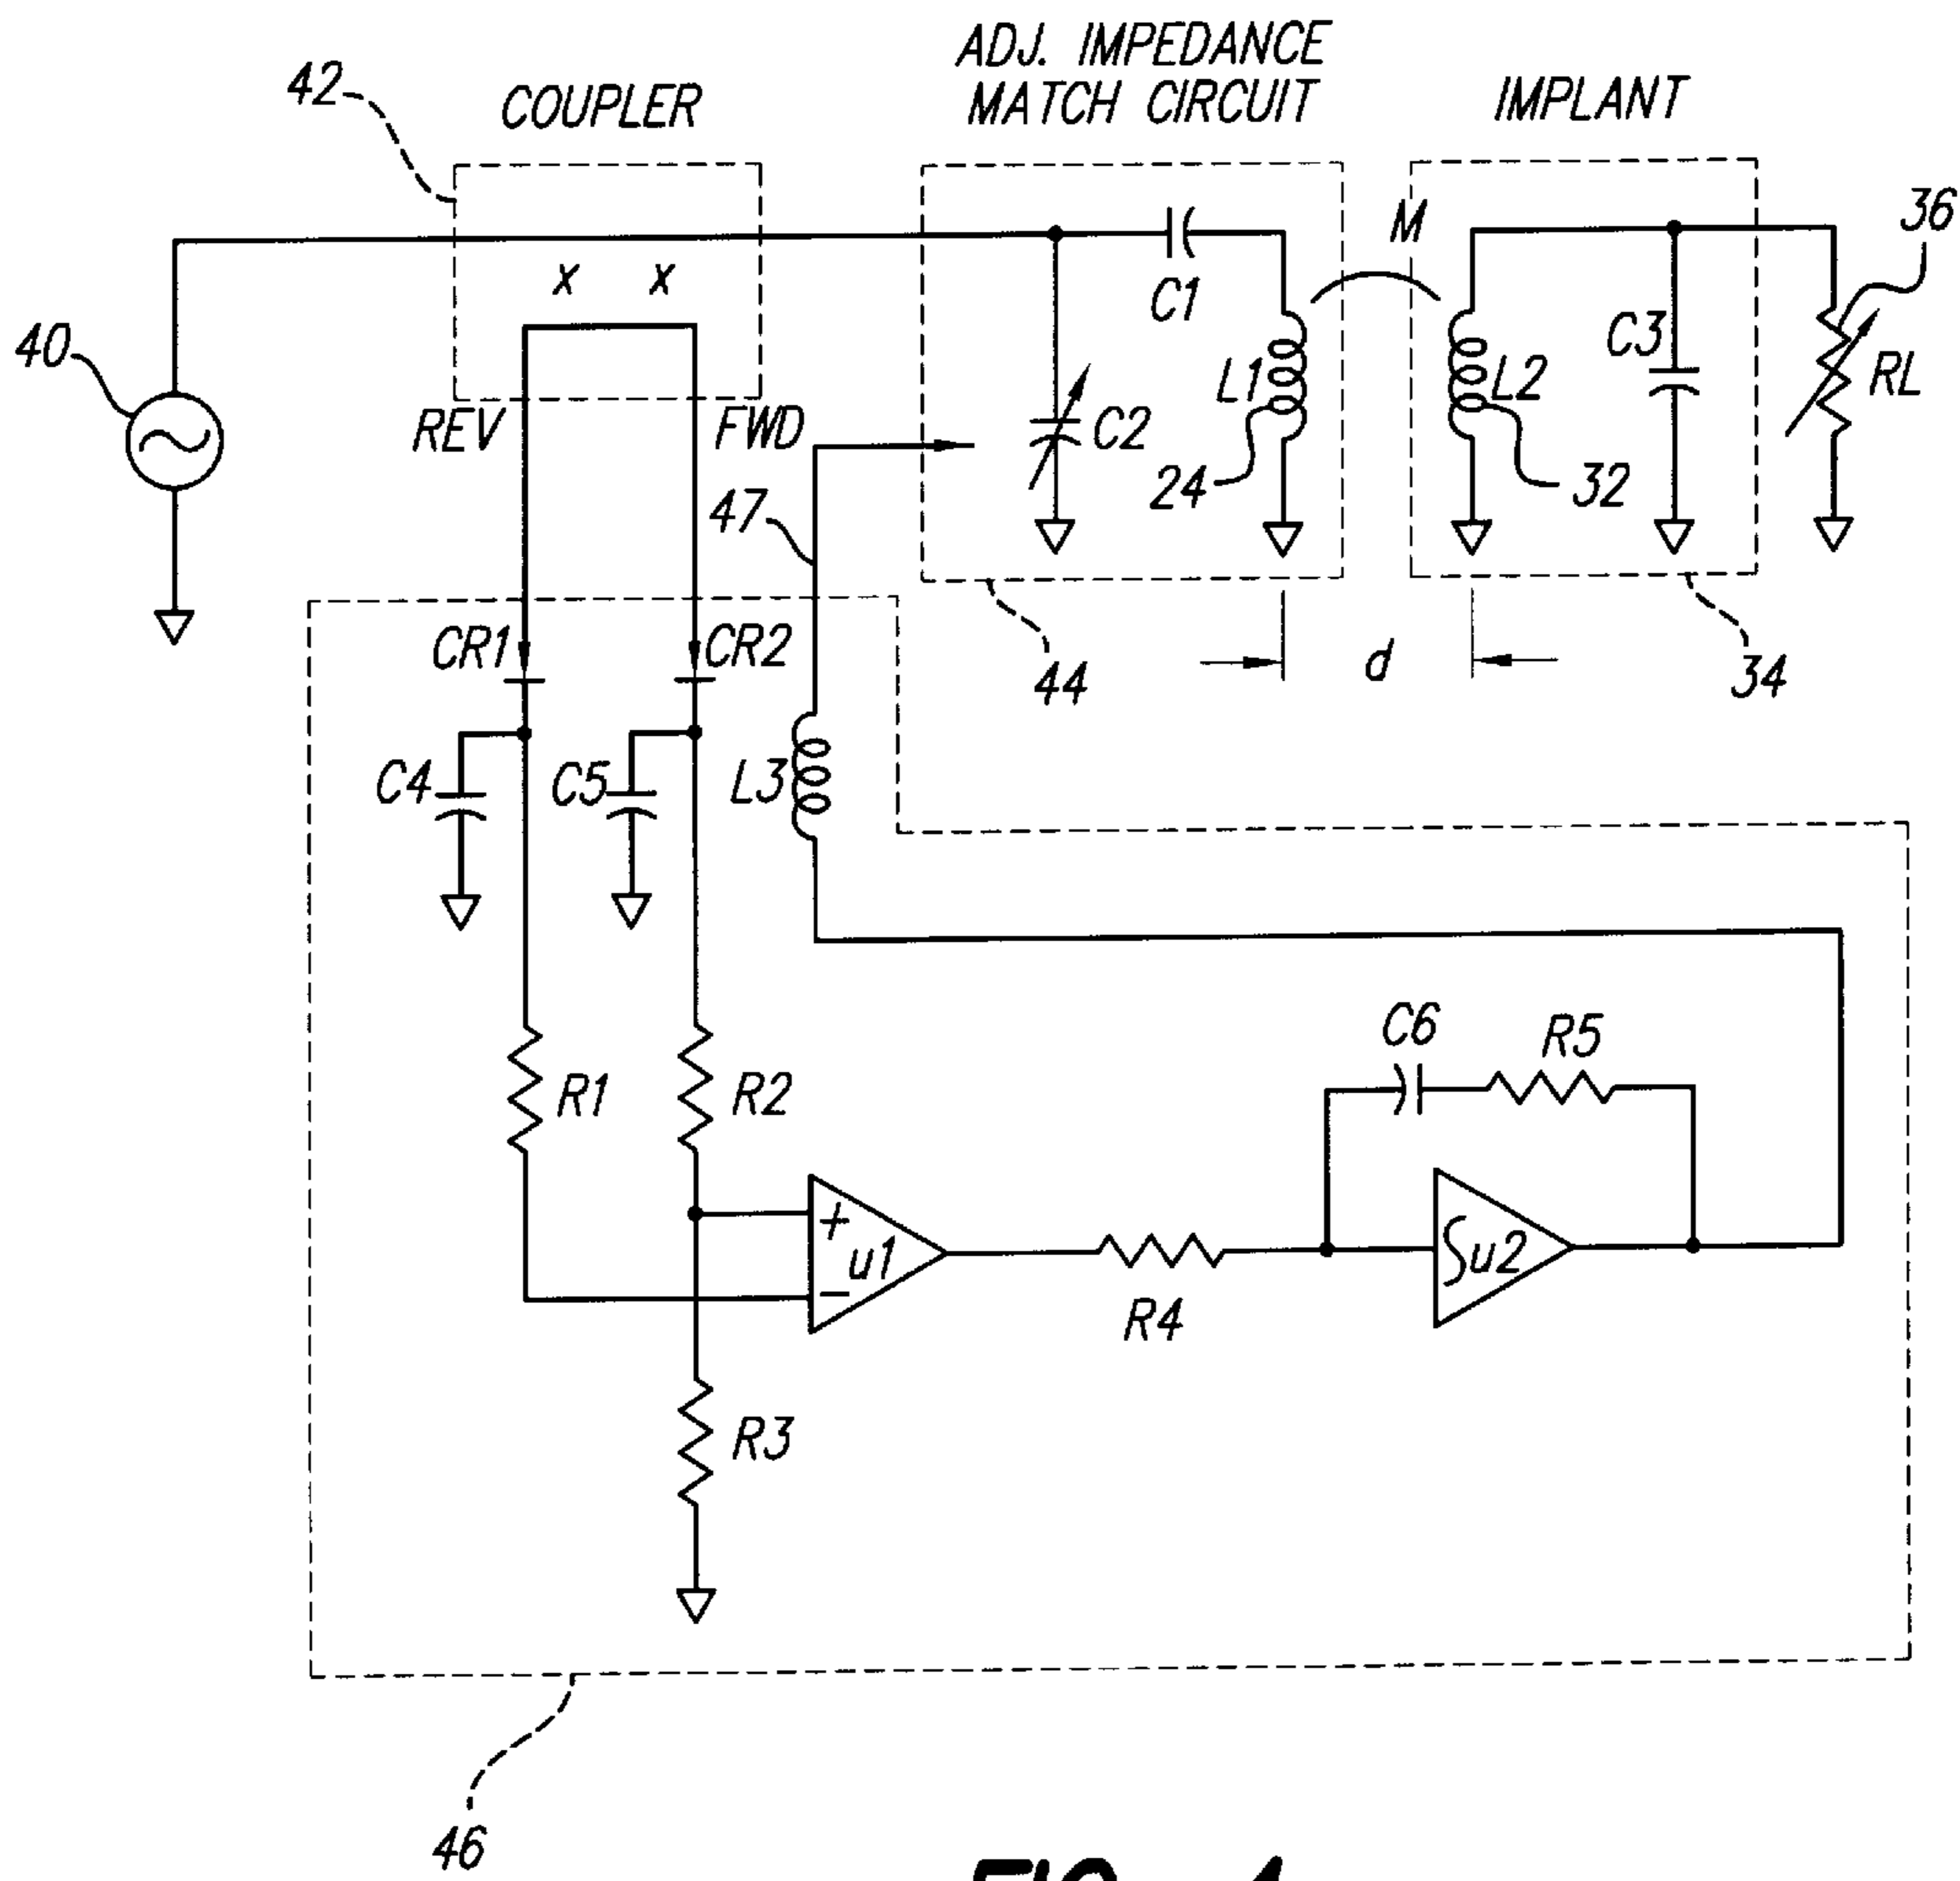 ADJ. IMPEDANCE
MATCH CIRCUIT
COUPLER
IMPLANT
42
M
36
x x
C1
40
REV
FWD
C2
L1
L2
C3
RL
24
32
47
CR1
CR2
44
d
34
C4
C5
L3
C6
R5
R1
R2
+
u1
−
R4
∫u2
R3
46